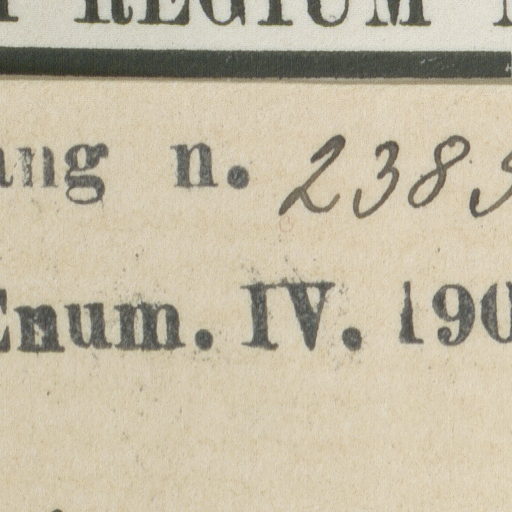 REGIUM
ang n. 238
Enum. IV. 190